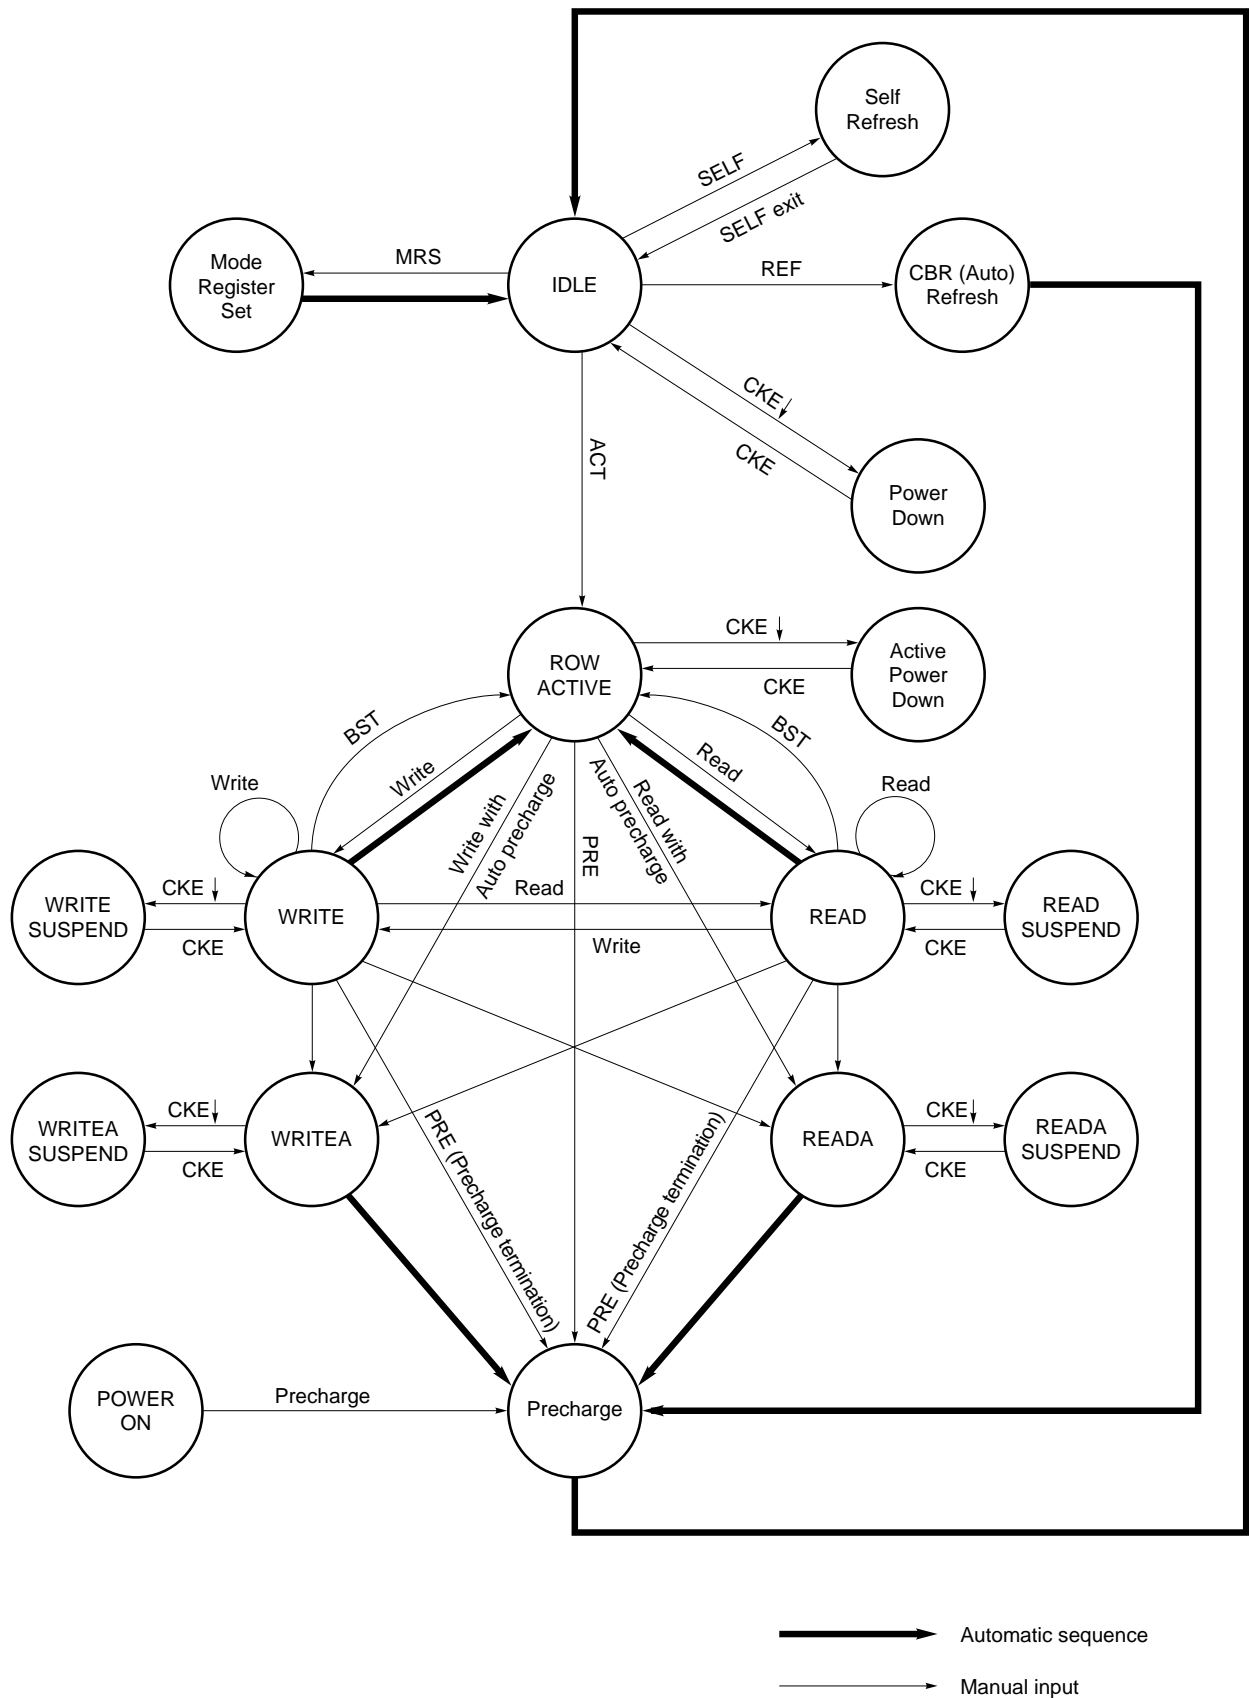 Self
Refresh
SELF
SELF exit
Mode
Register
Set
MRS
IDLE
REF
CBR (Auto)
Refresh
CKE
CKE
ACT
Power
Down
ROW
ACTIVE
CKE
CKE
Active
Power
Down
BST
BST
Write
Read
Write
Read
Write with
Auto precharge
PRE
Read with
Auto precharge
WRITE
SUSPEND
CKE
CKE
WRITE
Read
Write
READ
CKE
CKE
READ
SUSPEND
WRITEA
SUSPEND
CKE
CKE
WRITEA
PRE (Precharge termination)
PRE (Precharge termination)
READA
CKE
CKE
READA
SUSPEND
POWER
ON
Precharge
Precharge
Automatic sequence
Manual input